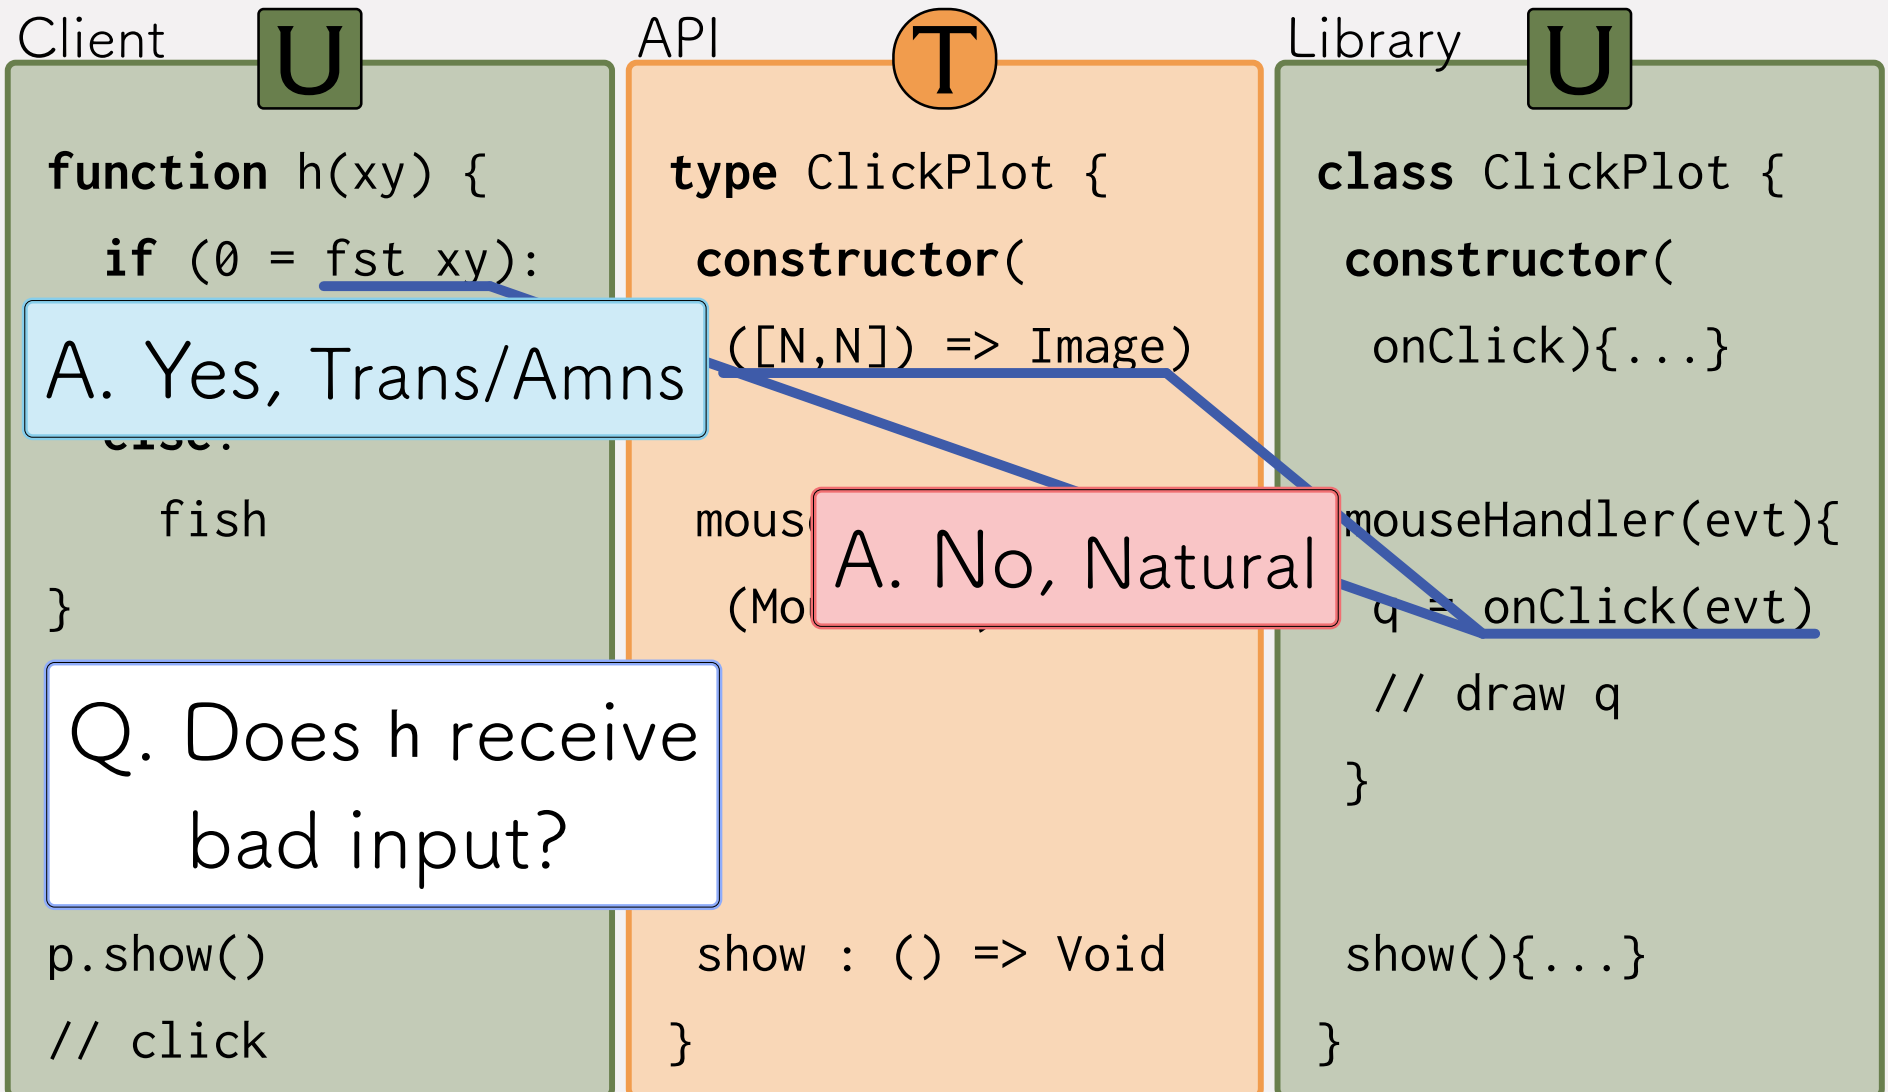 Client
U
function h(xy) {
if (0 = fst xy):
fish
}
p.show()
// click
API
T
type ClickPlot {
constructor(
([N,N]) => Image)
show : () => Void
}
Library
U
class ClickPlot {
constructor(
onClick){...}
mouseHandler(evt){
q = onClick(evt)
// draw q
}
show(){...}
}
A. Yes, Trans/Amns
A. No, Natural
Q. Does h receive
bad input?